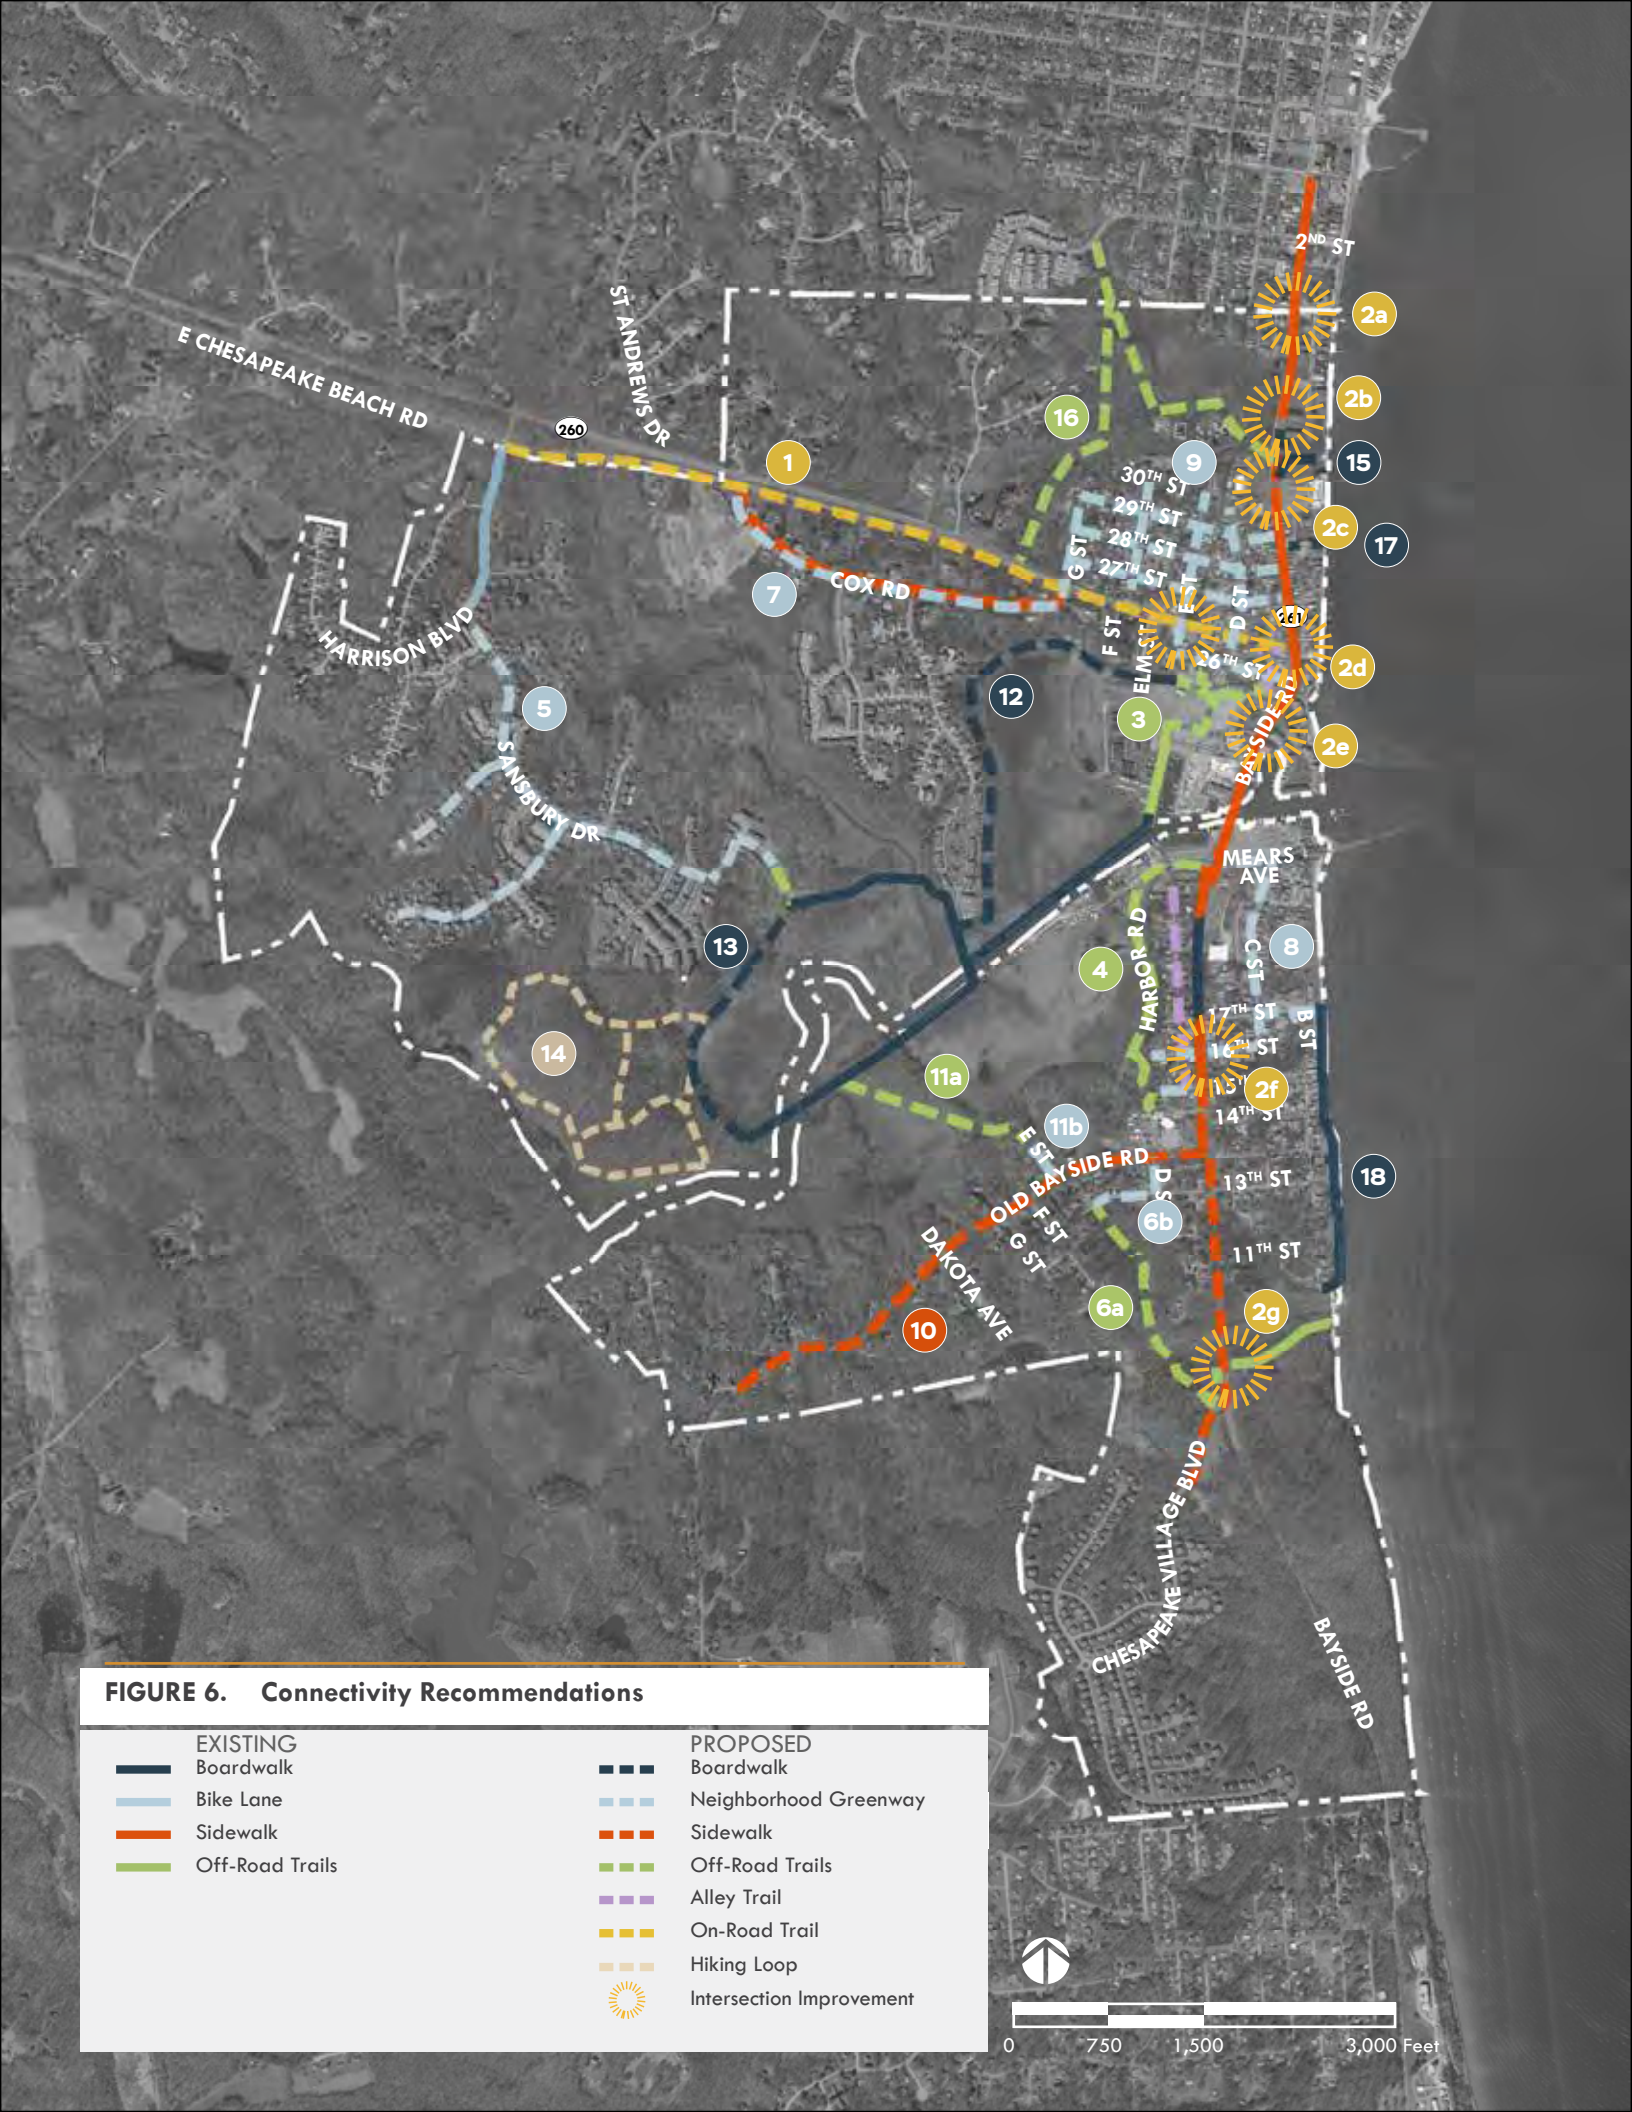 2ND ST
2a
ST ANDREWS DR
E CHESAPEAKE BEACH RD
2b
16
260
1
9
15
30TH ST
29TH ST
2c
28TH ST
17
G ST
27TH ST
COX RD
7
E ST
D ST
261
HARRISON BLVD
F ST
ELM ST
26TH ST
2d
12
5
3
BAYSIDE RD
2e
SANSBURY DR
MEARS
AVE
13
HARBOR RD
C ST
8
4
17TH ST
B ST
14
16TH ST
11a
15
2f
14TH ST
11b
E ST
OLD BAYSIDE RD
13TH ST
18
D S
F ST
6b
G ST
11TH ST
DAKOTA AVE
6a
2g
10
CHESAPEAKE VILLAGE BLVD
BAYSIDE RD
FIGURE 6. Connectivity Recommendations
EXISTING
Boardwalk
Bike Lane
Sidewalk
Off-Road Trails
PROPOSED
Boardwalk
Neighborhood Greenway
Sidewalk
Off-Road Trails
Alley Trail
On-Road Trail
Hiking Loop
Intersection Improvement
0 750 1,500 3,000 Feet